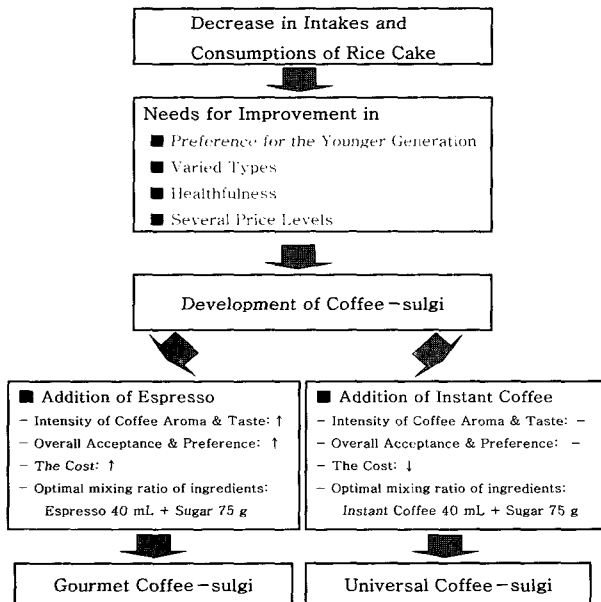 Decrease in Intakes and
Consumptions of Rice Cake
Needs for Improvement in
■ Preference for the Younger Generation
■ Varied Types
■ Healthfulness
■ Several Price Levels
Development of Coffee-sulgi
■ Addition of Espresso
- Intensity of Coffee Aroma & Taste: ↑
- Overall Acceptance & Preference: ↑
- The Cost: ↑
- Optimal mixing ratio of ingredients:
Espresso 40 mL + Sugar 75 g
■ Addition of Instant Coffee
- Intensity of Coffee Aroma & Taste: -
- Overall Acceptance & Preference: -
- The Cost: ↓
- Optimal mixing ratio of ingredients:
Instant Coffee 40 mL + Sugar 75 g
Gourmet Coffee-sulgi
Universal Coffee-sulgi